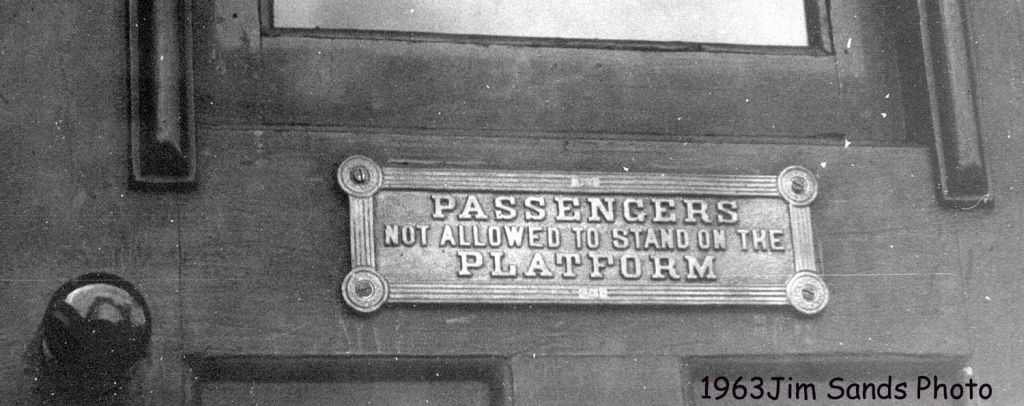 PASSENGERS
NOT ALLOWED TO STAND ON THE
PLATFORM
1963Jim Sands Photo